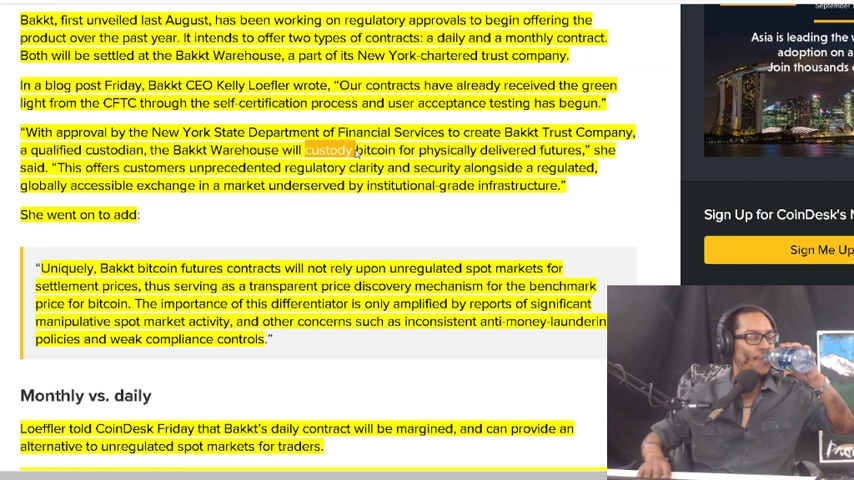 Bakkt, first unveiled last August, has been working on regulatory approvals to begin offering the
product over the past year. It intends to offer two types of contracts: a daily and a monthly contract.
Both will be settled at the Bakkt Warehouse, a part of its New York-chartered trust company.
In a blog post Friday, Bakkt CEO Kelly Loefler wrote, “Our contracts have already received the green
light from the CFTC through the self-certification process and user acceptance testing has begun.”
“With approval by the New York State Department of Financial Services to create Bakkt Trust Company,
a qualified custodian, the Bakkt Warehouse will custody bitcoin for physically delivered futures,” she
said. “This offers customers unprecedented regulatory clarity and security alongside a regulated,
globally accessible exchange in a market underserved by institutional-grade infrastructure.”
She went on to add:
“Uniquely, Bakkt bitcoin futures contracts will not rely upon unregulated spot markets for
settlement prices, thus serving as a transparent price discovery mechanism for the benchmark
price for bitcoin. The importance of this differentiator is only amplified by reports of significant
manipulative spot market activity, and other concerns such as inconsistent anti-money-launderin
policies and weak compliance controls.”
Monthly vs. daily
Loeffler told CoinDesk Friday that Bakkt’s daily contract will be margined, and can provide an
alternative to unregulated spot markets for traders.
September
Asia is leading the
adoption on a
Join thousands
Sign Up for CoinDesk's
Sign Me Up